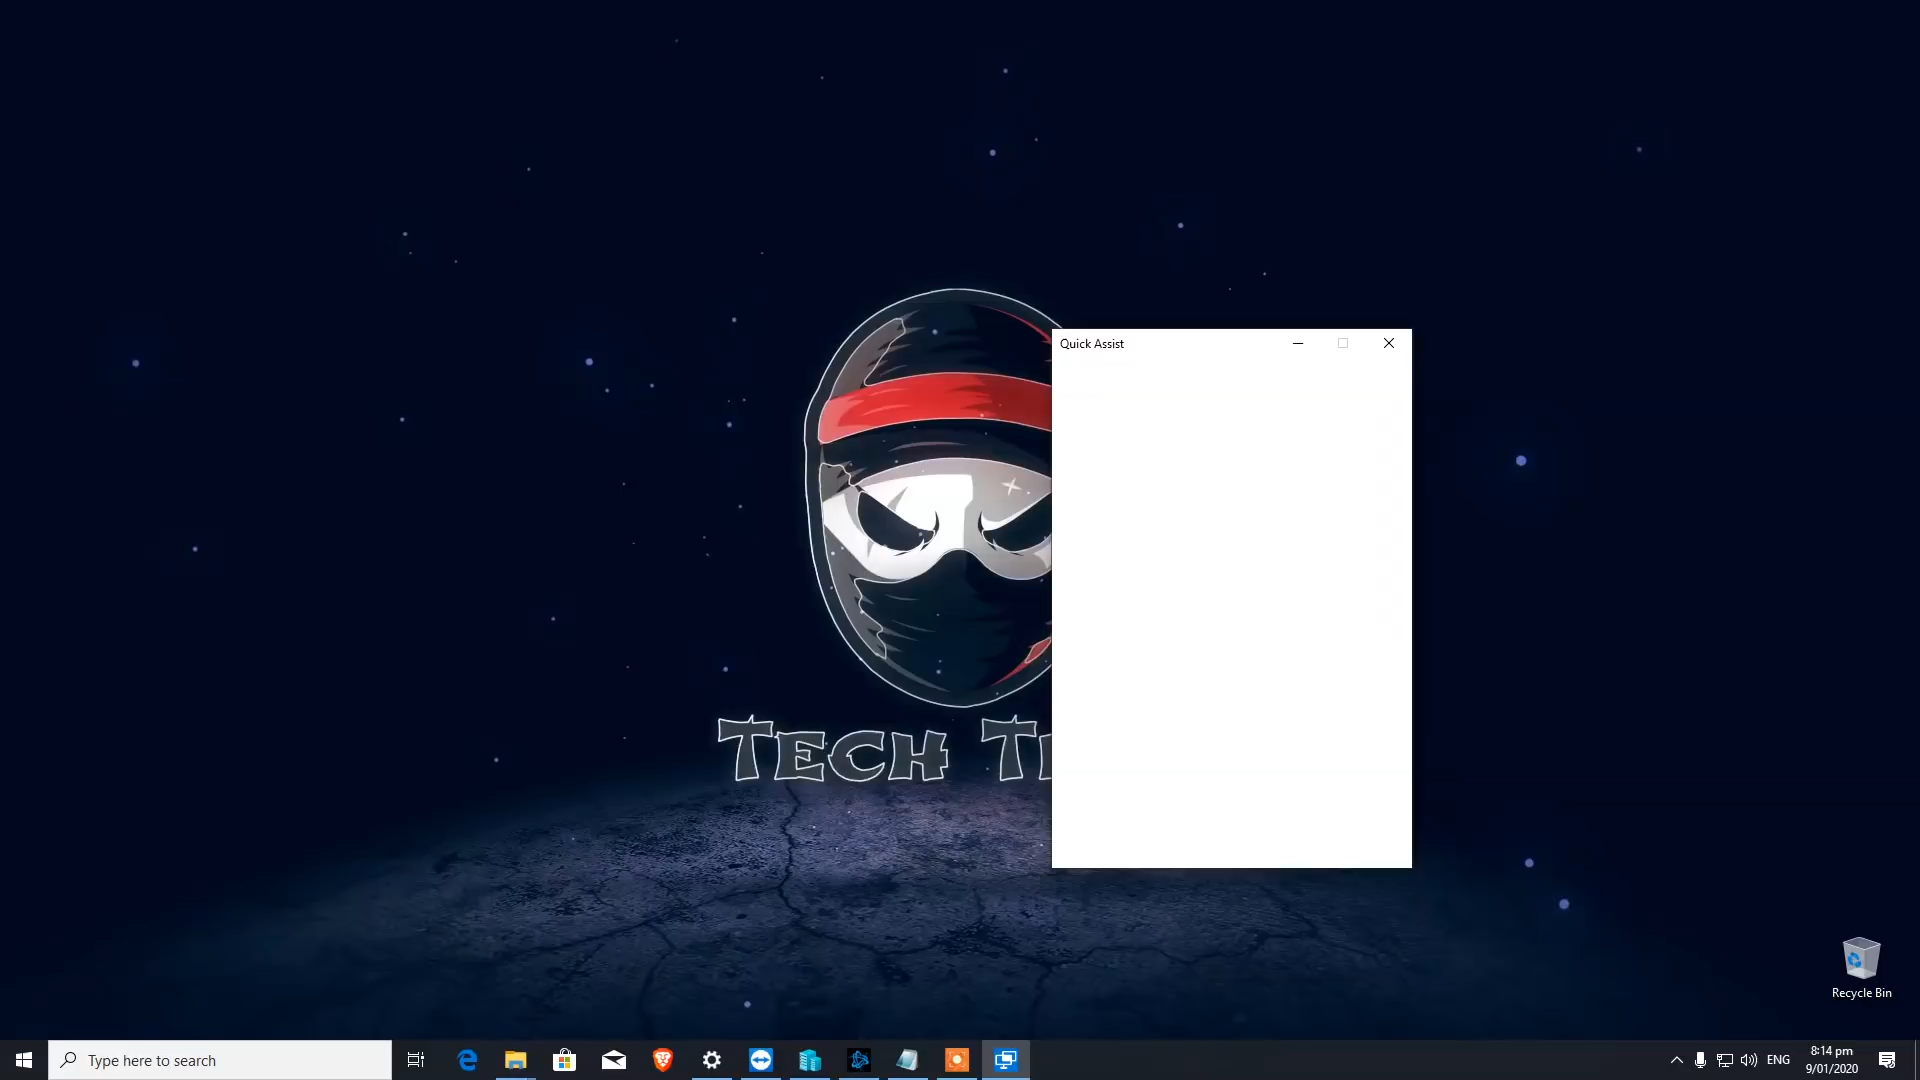 Quick Assist
TECH
Recycle Bin
Type here to search
ENG
8:14 pm
9/01/2020